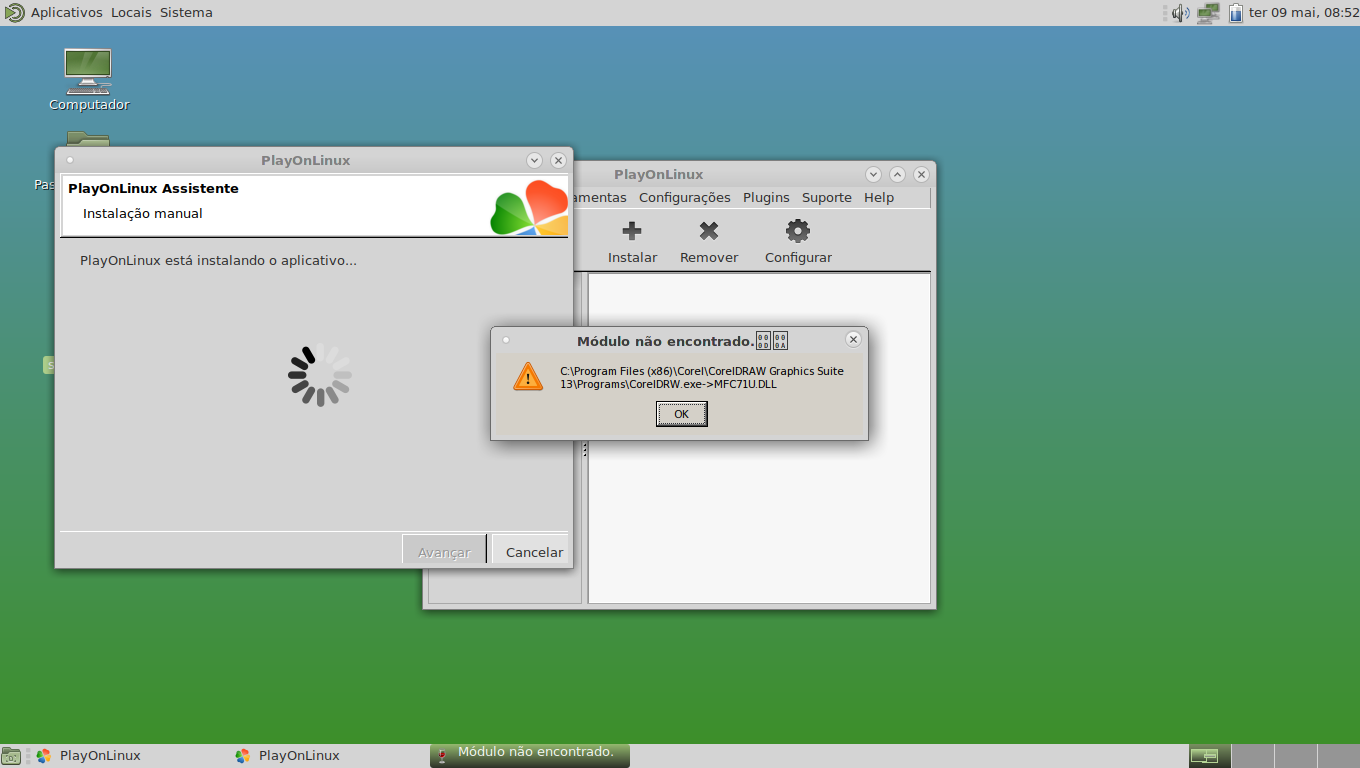 Aplicativos Locais Sistema
ter 09 mai, 08:52
Computador
Pas
PlayOnLinux
PlayOnLinux Assistente
Instalação manual
PlayOnLinux está instalando o aplicativo...
Avançar
Cancelar
PlayOnLinux
amentas Configurações Plugins Suporte Help
Instalar Remover Configurar
Módulo não encontrado.
C:\Program Files (x86)\Corel\CorelDRAW Graphics Suite
13\Programs\CorelDRW.exe->MFC71U.DLL
OK
PlayOnLinux
PlayOnLinux
Módulo não encontrado.